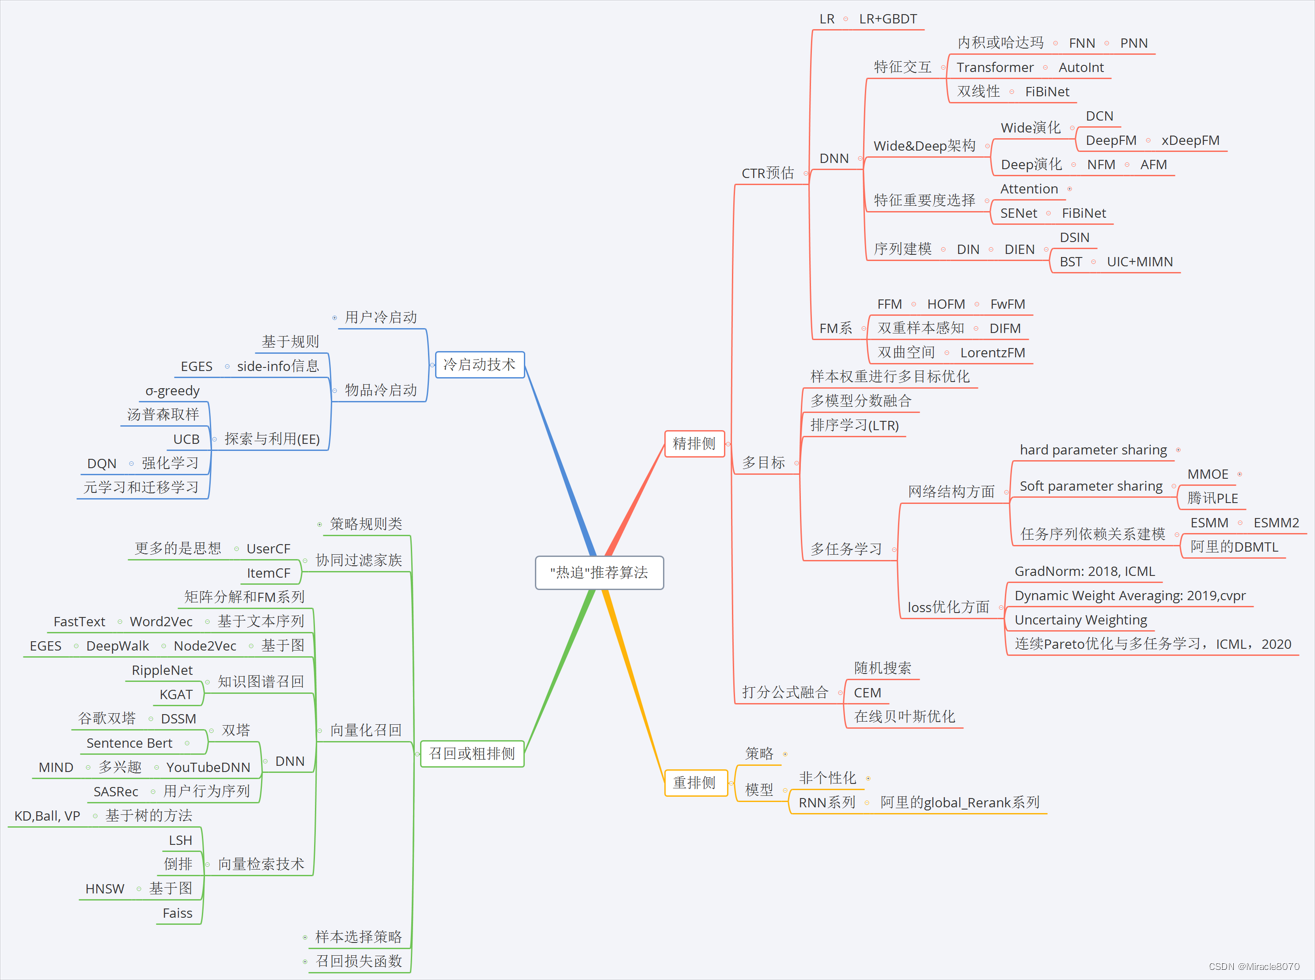 "热追"推荐算法
精排侧
CTR预估
LR
LR+GBDT
DNN
特征交互
内积或哈达玛
FNN
PNN
Transformer
AutoInt
双线性
FiBiNet
Wide&Deep架构
Wide演化
DCN
DeepFM
xDeepFM
Deep演化
NFM
AFM
特征重要度选择
Attention
SENet
FiBiNet
序列建模
DIN
DIEN
DSIN
BST
UIC+MIMN
FM系
FFM
HOFM
FwFM
双重样本感知
DIFM
双曲空间
LorentzFM
多目标
样本权重进行多目标优化
多模型分数融合
排序学习(LTR)
多任务学习
网络结构方面
hard parameter sharing
Soft parameter sharing
MMOE
腾讯PLE
任务序列依赖关系建模
ESMM
ESMM2
阿里的DBMTL
loss优化方面
GradNorm: 2018, ICML
Dynamic Weight Averaging: 2019,cvpr
Uncertainy Weighting
连续Pareto优化与多任务学习，ICML，2020
打分公式融合
随机搜索
CEM
在线贝叶斯优化
重排侧
策略
模型
非个性化
RNN系列
阿里的global_Rerank系列
冷启动技术
用户冷启动
物品冷启动
基于规则
side-info信息
EGES
探索与利用(EE)
σ-greedy
汤普森取样
UCB
强化学习
DQN
元学习和迁移学习
召回或粗排侧
策略规则类
协同过滤家族
UserCF
更多的是思想
ItemCF
向量化召回
矩阵分解和FM系列
基于文本序列
Word2Vec
FastText
基于图
Node2Vec
DeepWalk
EGES
知识图谱召回
RippleNet
KGAT
DNN
双塔
DSSM
谷歌双塔
Sentence Bert
YouTubeDNN
多兴趣
MIND
用户行为序列
SASRec
向量检索技术
基于树的方法
KD,Ball, VP
LSH
倒排
基于图
HNSW
Faiss
样本选择策略
召回损失函数
CSDN @Miracle8070